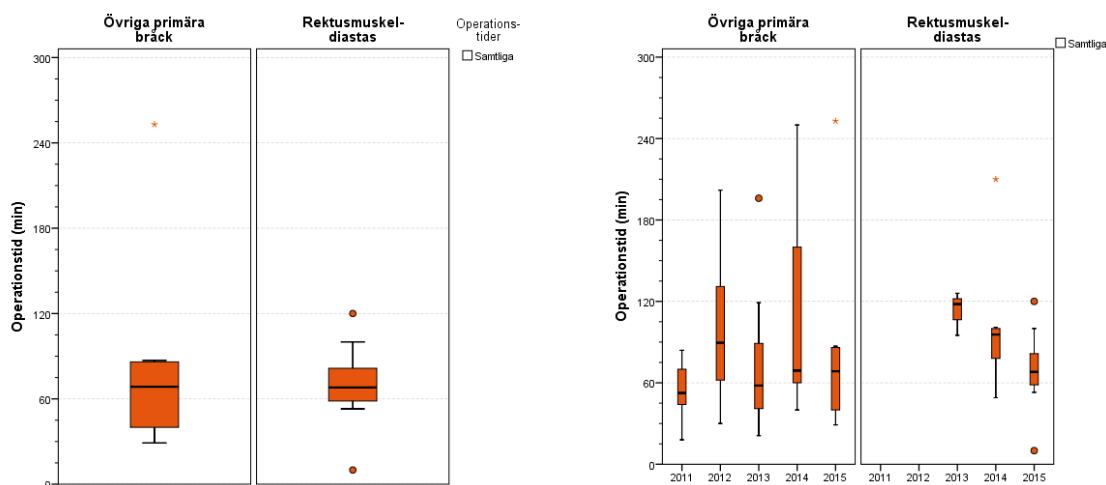 Övriga primära
bråck
Rektusmuskel-
diastas
Operations-
tider
Samtliga
Operationstid (min)
300
240
180
120
60
0
Övriga primära
bråck
Rektusmuskel-
diastas
Samtliga
Operationstid (min)
300
240
180
120
60
0
2011 2012 2013 2014 2015 2011 2012 2013 2014 2015